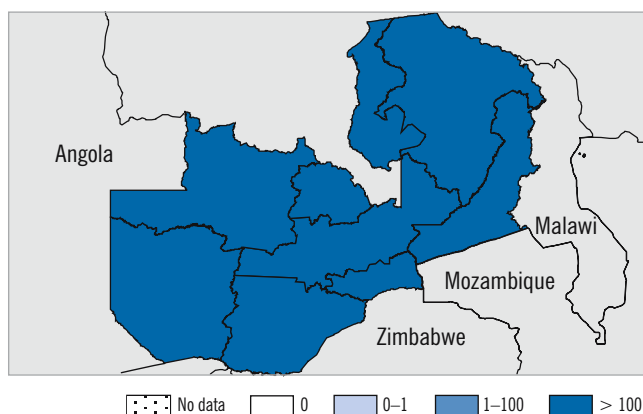 Angola
Malawi
Mozambique
Zimbabwe
No data 0 0–1 1–100 > 100